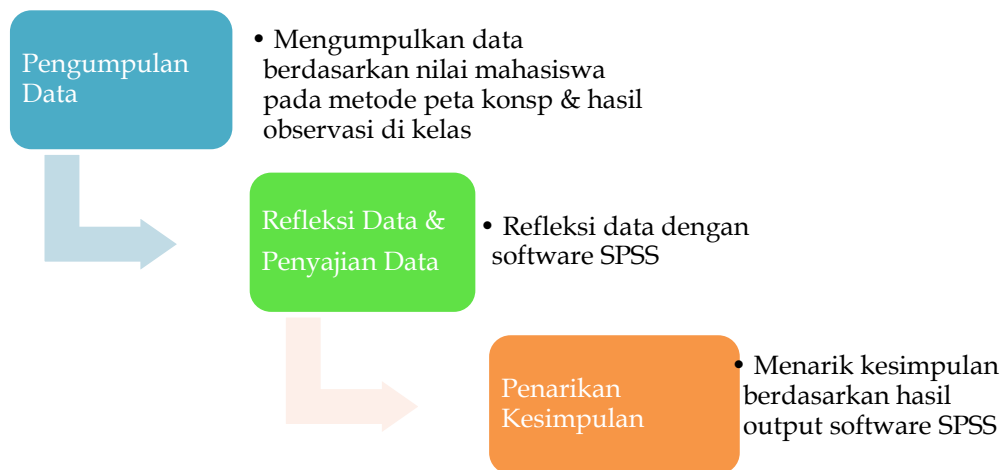 Pengumpulan
Data
• Mengumpulkan data
berdasarkan nilai mahasiswa
pada metode peta konsp & hasil
observasi di kelas
Refleksi Data &
Penyajian Data
• Refleksi data dengan
software SPSS
Penarikan
Kesimpulan
• Menarik kesimpulan
berdasarkan hasil
output software SPSS